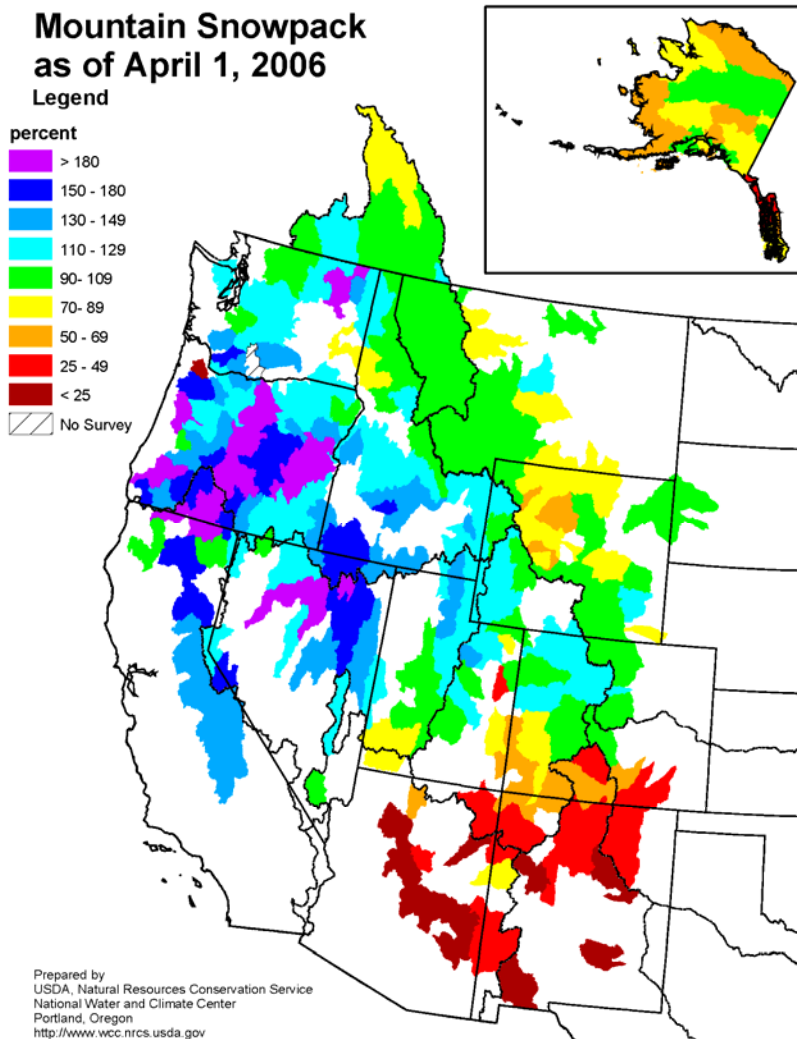 Mountain Snowpack
as of April 1, 2006
Legend
percent
> 180
150 - 180
130 - 149
110 - 129
90- 109
70- 89
50 - 69
25 - 49
< 25
No Survey
Prepared by
USDA, Natural Resources Conservation Service
National Water and Climate Center
Portland, Oregon
http://www.wcc.nrcs.usda.gov